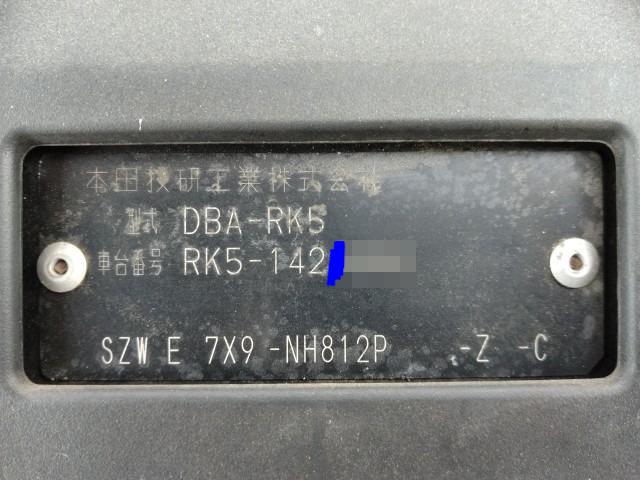 本田技研工業株式会社
型式 DBA-RK5
車台番号 RK5-142
SZW E 7X9 -NH812P -Z -C